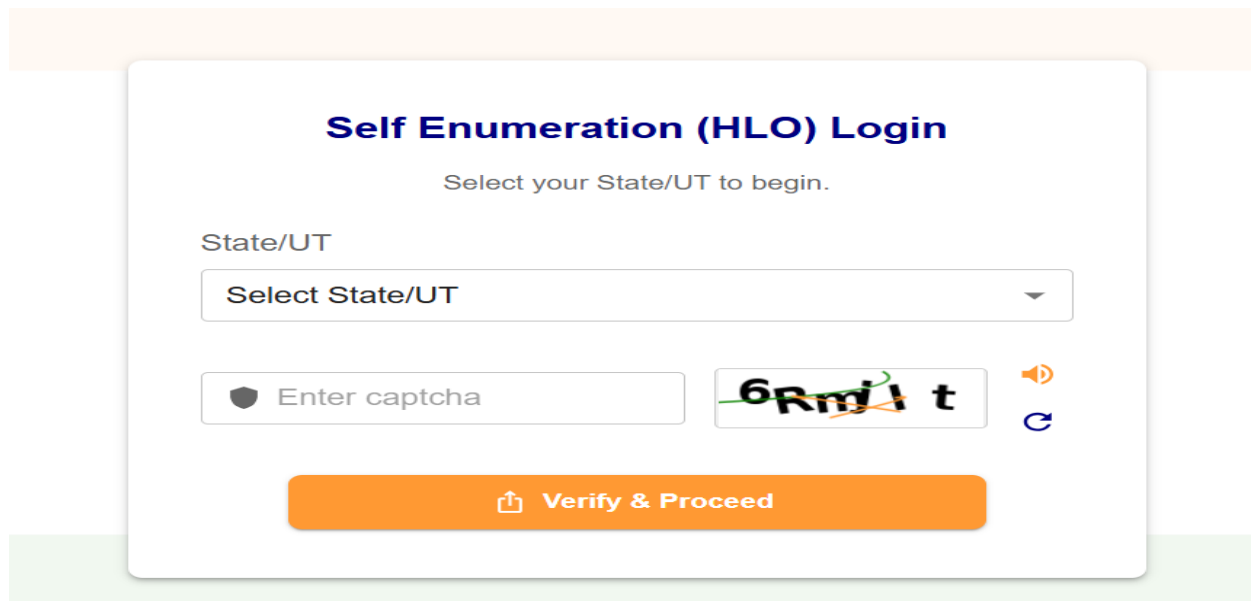 Self Enumeration (HLO) Login
Select your State/UT to begin.
State/UT
Select State/UT
Enter captcha
Verify & Proceed